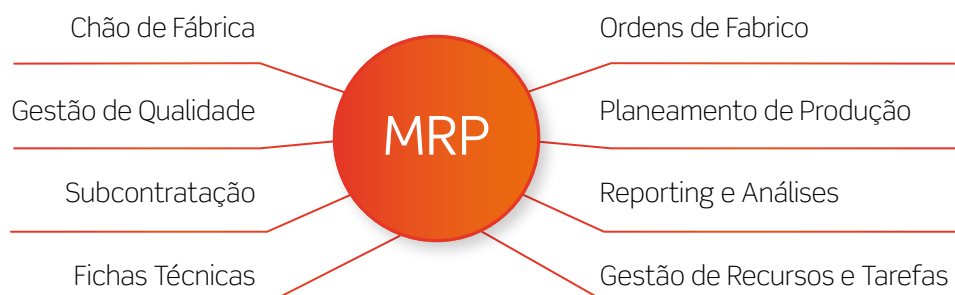 Chão de Fábrica
Gestão de Qualidade
Subcontratação
Fichas Técnicas
MRP
Ordens de Fabrico
Planeamento de Produção
Reporting e Análises
Gestão de Recursos e Tarefas